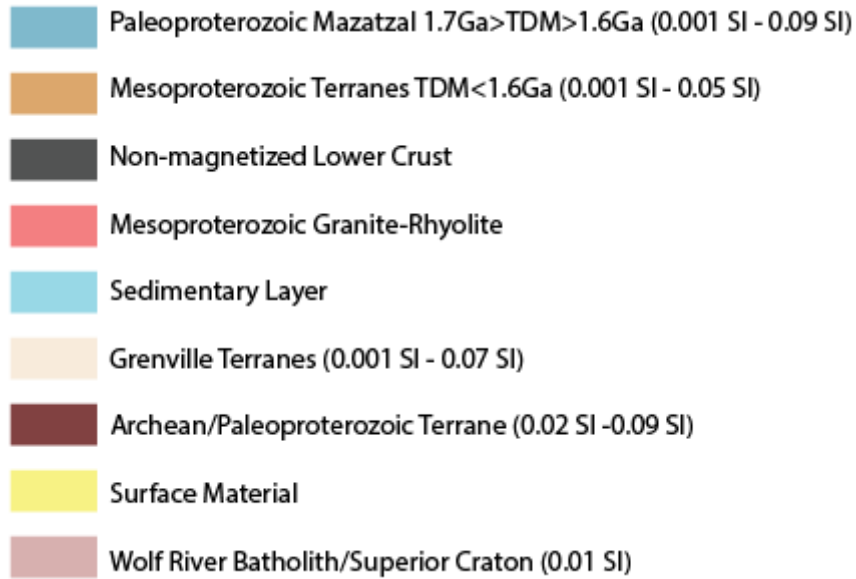 Paleoproterozoic Mazatzal 1.7Ga>TDM>1.6Ga (0.001 SI - 0.09 SI)
Mesoproterozoic Terranes TDM<1.6Ga (0.001 SI - 0.05 SI)
Non-magnetized Lower Crust
Mesoproterozoic Granite-Rhyolite
Sedimentary Layer
Grenville Terranes (0.001 SI - 0.07 SI)
Archean/Paleoproterozoic Terrane (0.02 SI -0.09 SI)
Surface Material
Wolf River Batholith/Superior Craton (0.01 SI)